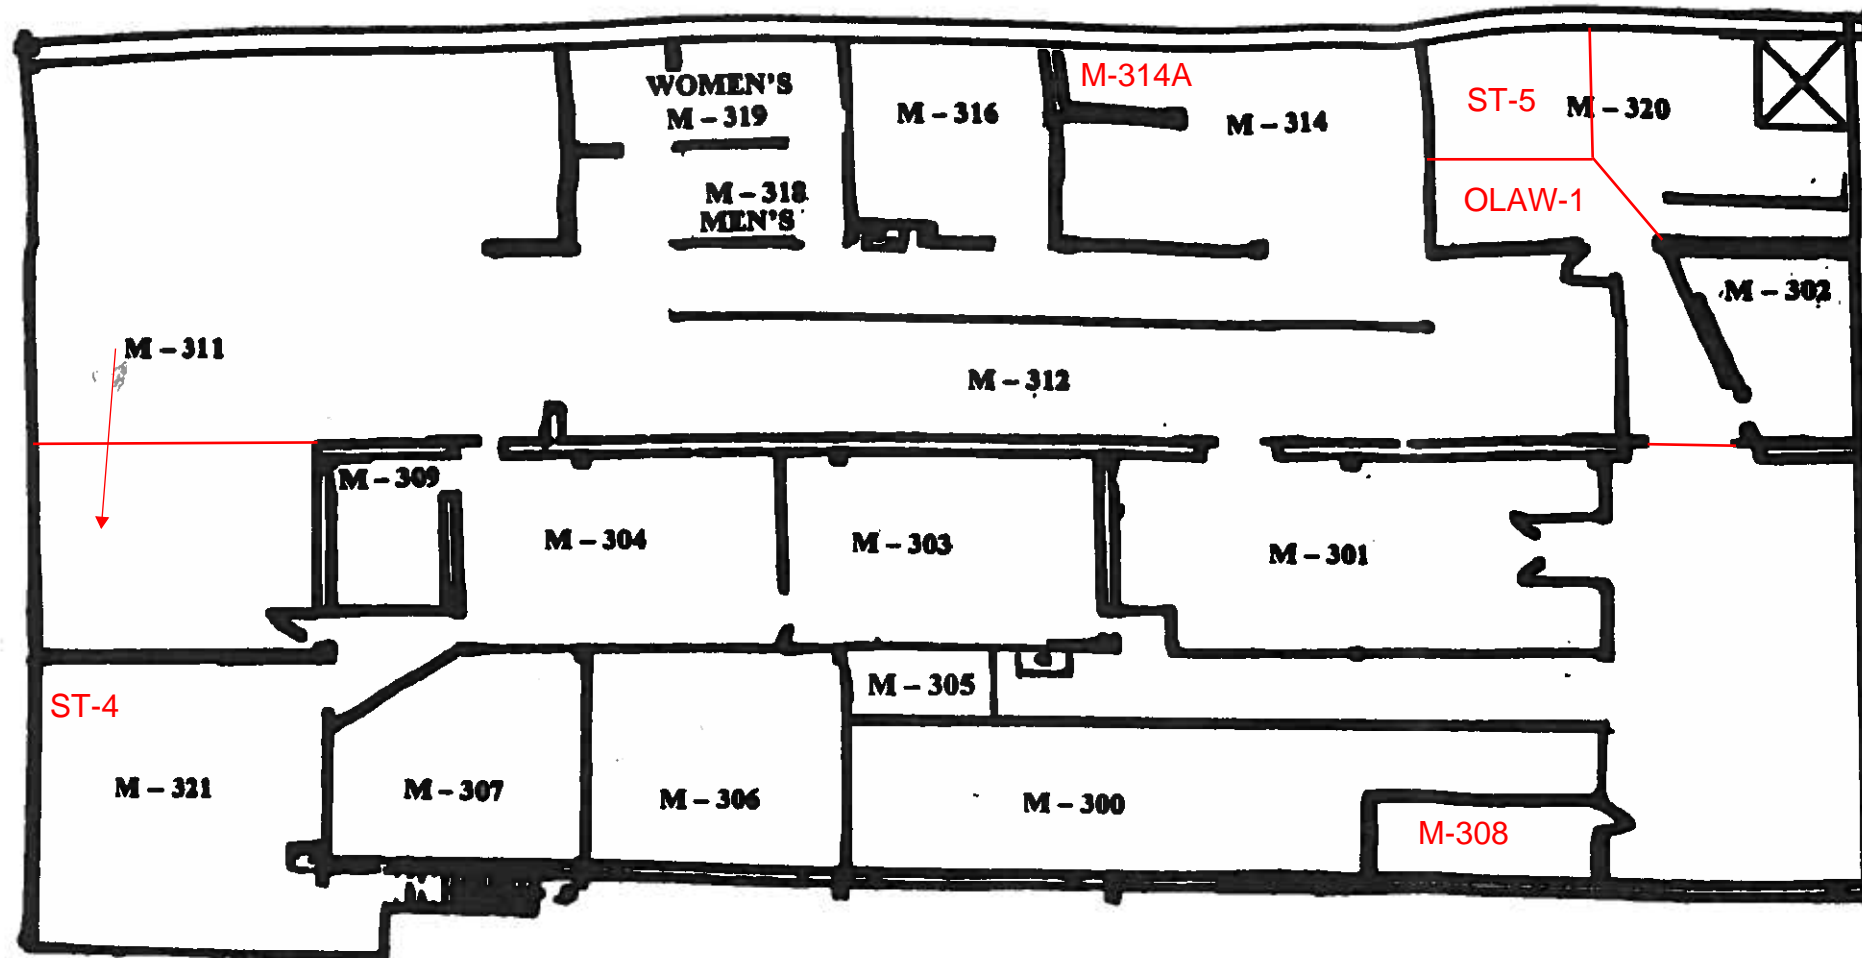 M-314A
WOMEN'S
M – 319
M – 316
M – 314
ST-5
M – 320
M – 318
MEN'S
OLAW-1
M – 302
M – 311
M – 312
M – 309
M – 304
M – 303
M – 301
M – 305
ST-4
M – 321
M – 307
M – 306
M – 300
M-308